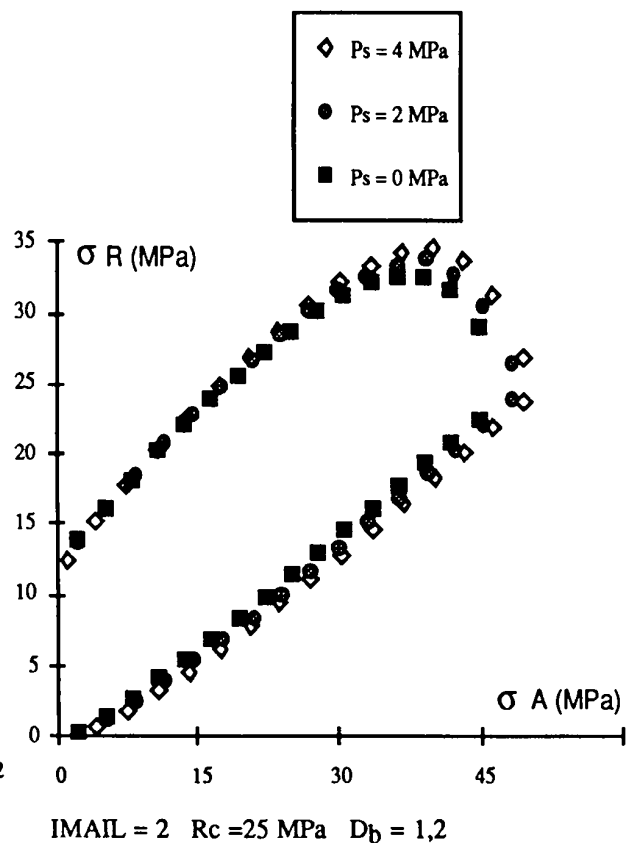 Ps = 4 MPa
Ps = 2 MPa
Ps = 0 MPa
σ R (MPa)
35
30
25
20
15
10
5
0
σ A (MPa)
2
0 15 30 45
IMAIL = 2 Rc =25 MPa Db = 1,2